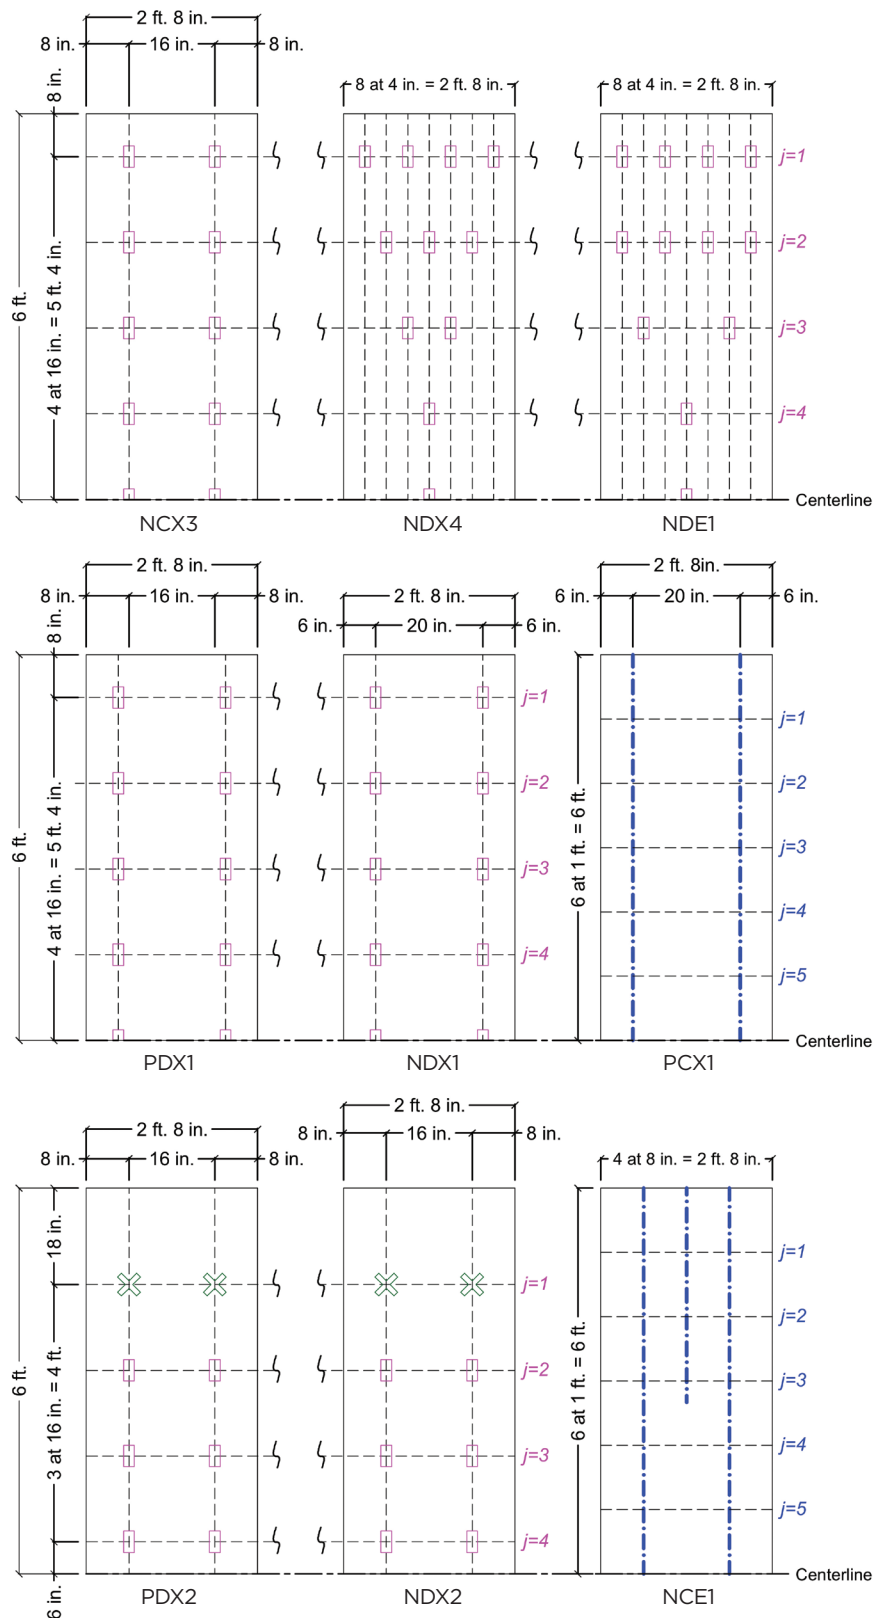 2 ft. 8 in.
8 in. 16 in. 8 in.
8 in.
8 at 4 in. = 2 ft. 8 in.
8 at 4 in. = 2 ft. 8 in.
j=1
j=2
6 ft.
4 at 16 in. = 5 ft. 4 in.
j=3
j=4
Centerline
NCX3 NDX4 NDE1
2 ft. 8 in.
2 ft. 8in.
8 in. 16 in. 8 in.
2 ft. 8 in.
6 in. 20 in. 6 in.
8 in.
6 in. 20 in. 6 in.
j=1
j=1
j=2
j=2
6 ft.
4 at 16 in. = 5 ft. 4 in.
6 at 1 ft. = 6 ft.
j=3
j=3
j=4
j=4
j=5
Centerline
PDX1 NDX1 PCX1
2 ft. 8 in.
2 ft. 8 in.
8 in. 16 in. 8 in.
8 in. 16 in. 8 in.
4 at 8 in. = 2 ft. 8 in.
18 in.
j=1
j=1
j=2
j=2
6 ft.
3 at 16 in. = 4 ft.
6 at 1 ft. = 6 ft.
j=3
j=3
j=4
j=4
j=5
6 in.
Centerline
PDX2 NDX2 NCE1